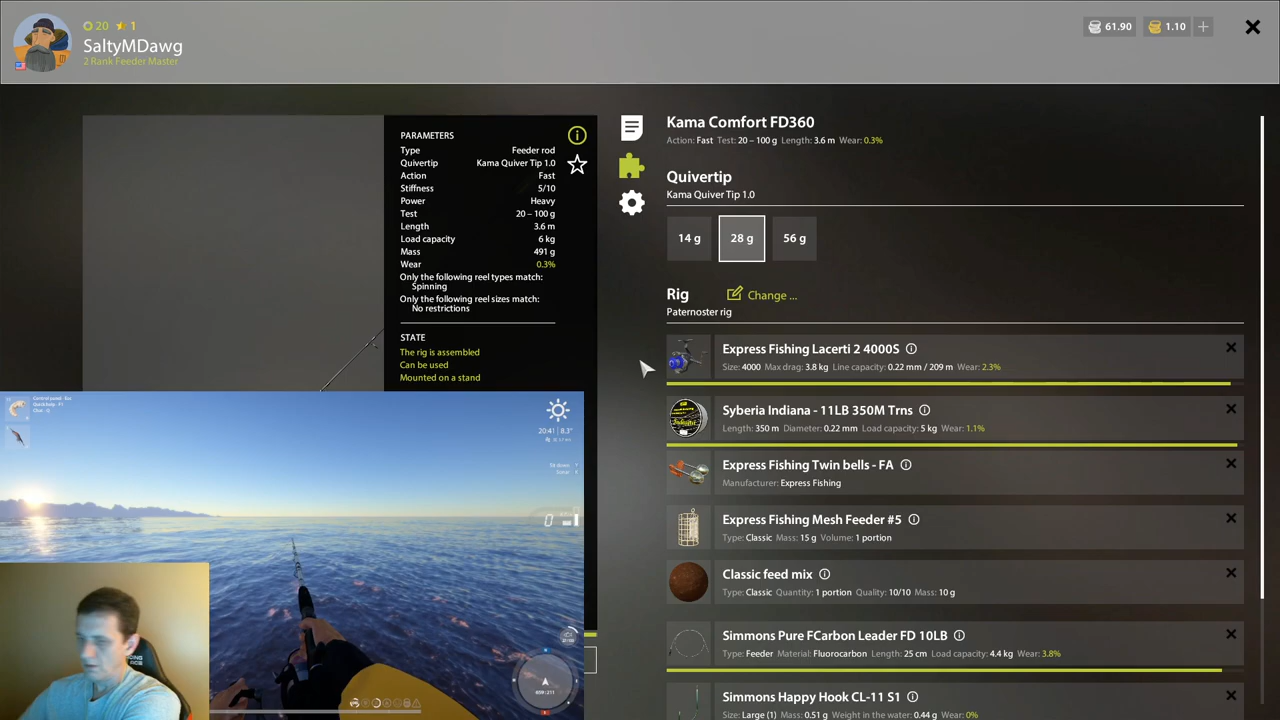 20 1
SaltyMDawg
2 Rank Feeder Master
61.90 1.10
PARAMETERS
Type Feeder rod
Quivertip Kama Quiver Tip 1.0
Action Fast
Stiffness 5/10
Power Heavy
Test 20 – 100 g
Length 3.6 m
Load capacity 6 kg
Mass 491 g
Wear 0.3%
Only the following reel types match:
Spinning
Only the following reel sizes match:
No restrictions
STATE
The rig is assembled
Can be used
Mounted on a stand
Kama Comfort FD360
Action: Fast Test: 20 – 100 g Length: 3.6 m Wear: 0.3%
Quivertip
Kama Quiver Tip 1.0
14 g 28 g 56 g
Rig Change ...
Paternoster rig
Express Fishing Lacerti 2 4000S
Size: 4000 Max drag: 3.8 kg Line capacity: 0.22 mm / 209 m Wear: 2.3%
Syberia Indiana - 11LB 350M Trns
Length: 350 m Diameter: 0.22 mm Load capacity: 5 kg Wear: 1.1%
Express Fishing Twin bells - FA
Manufacturer: Express Fishing
Express Fishing Mesh Feeder #5
Type: Classic Mass: 15 g Volume: 1 portion
Classic feed mix
Type: Classic Quantity: 1 portion Quality: 10/10 Mass: 10 g
Simmons Pure FCarbon Leader FD 10LB
Type: Feeder Material: Fluorocarbon Length: 25 cm Load capacity: 4.4 kg Wear: 3.8%
Simmons Happy Hook CL-11 S1
Size: Large (1) Mass: 0.51 g Weight in the water: 0.44 g Wear: 0%
20:41 8.3°
0